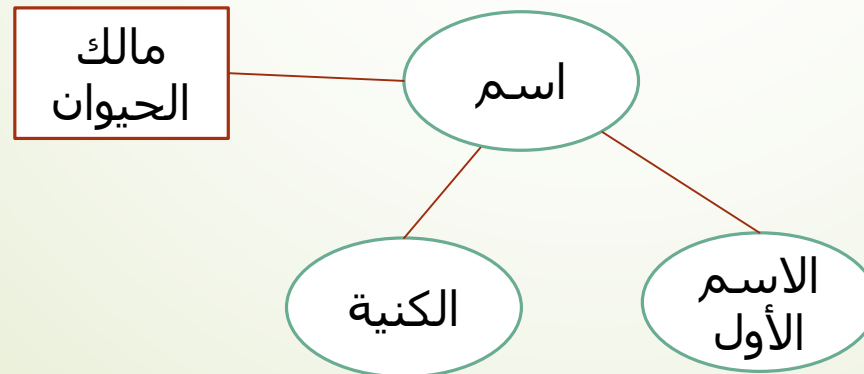 مالك
الحيوان
اسم
الاسم
الأول
الكنية